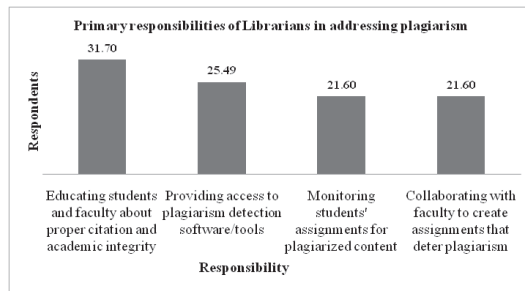 Primary responsibilities of Librarians in addressing plagiarism
31.70
25.49
21.60
21.60
Respondents
Educating students
and faculty about
proper citation and
academic integrity
Providing access to
plagiarism detection
software/tools
Monitoring
students'
assignments for
plagiarized content
Collaborating with
faculty to create
assignments that
deter plagiarism
Responsibility